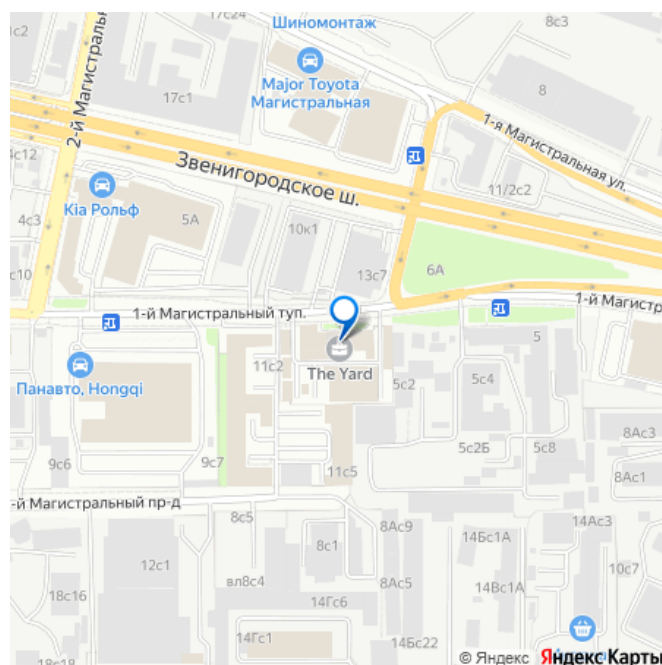 17с24
Шиномонтаж
8с3
1с2
2-й Магистральный
17с1
Major Toyota
Магистральная
8
1-я Магистральная ул.
4с12
Звенигородское ш.
11/2с2
Kia Рольф
4с3
5А
10к1
с10
13с7
6А
1-й Магистральный туп.
1-й Магистр
5
Панавто, Hongqi
11с2
The Yard
5с2
5с4
8Ас3
9с6
9с7
11с5
5с2Б
5с8
8Ас1
-й Магистральный пр-д
8с5
8Ас9
14Бс1А
14Ас3
8с1
12с1
вл8с4
8Ас5
14Вс1А
10с7
18с16
14Гс6
14Гс1
14Бс22
18с18
© Яндекс Яндекс Карты